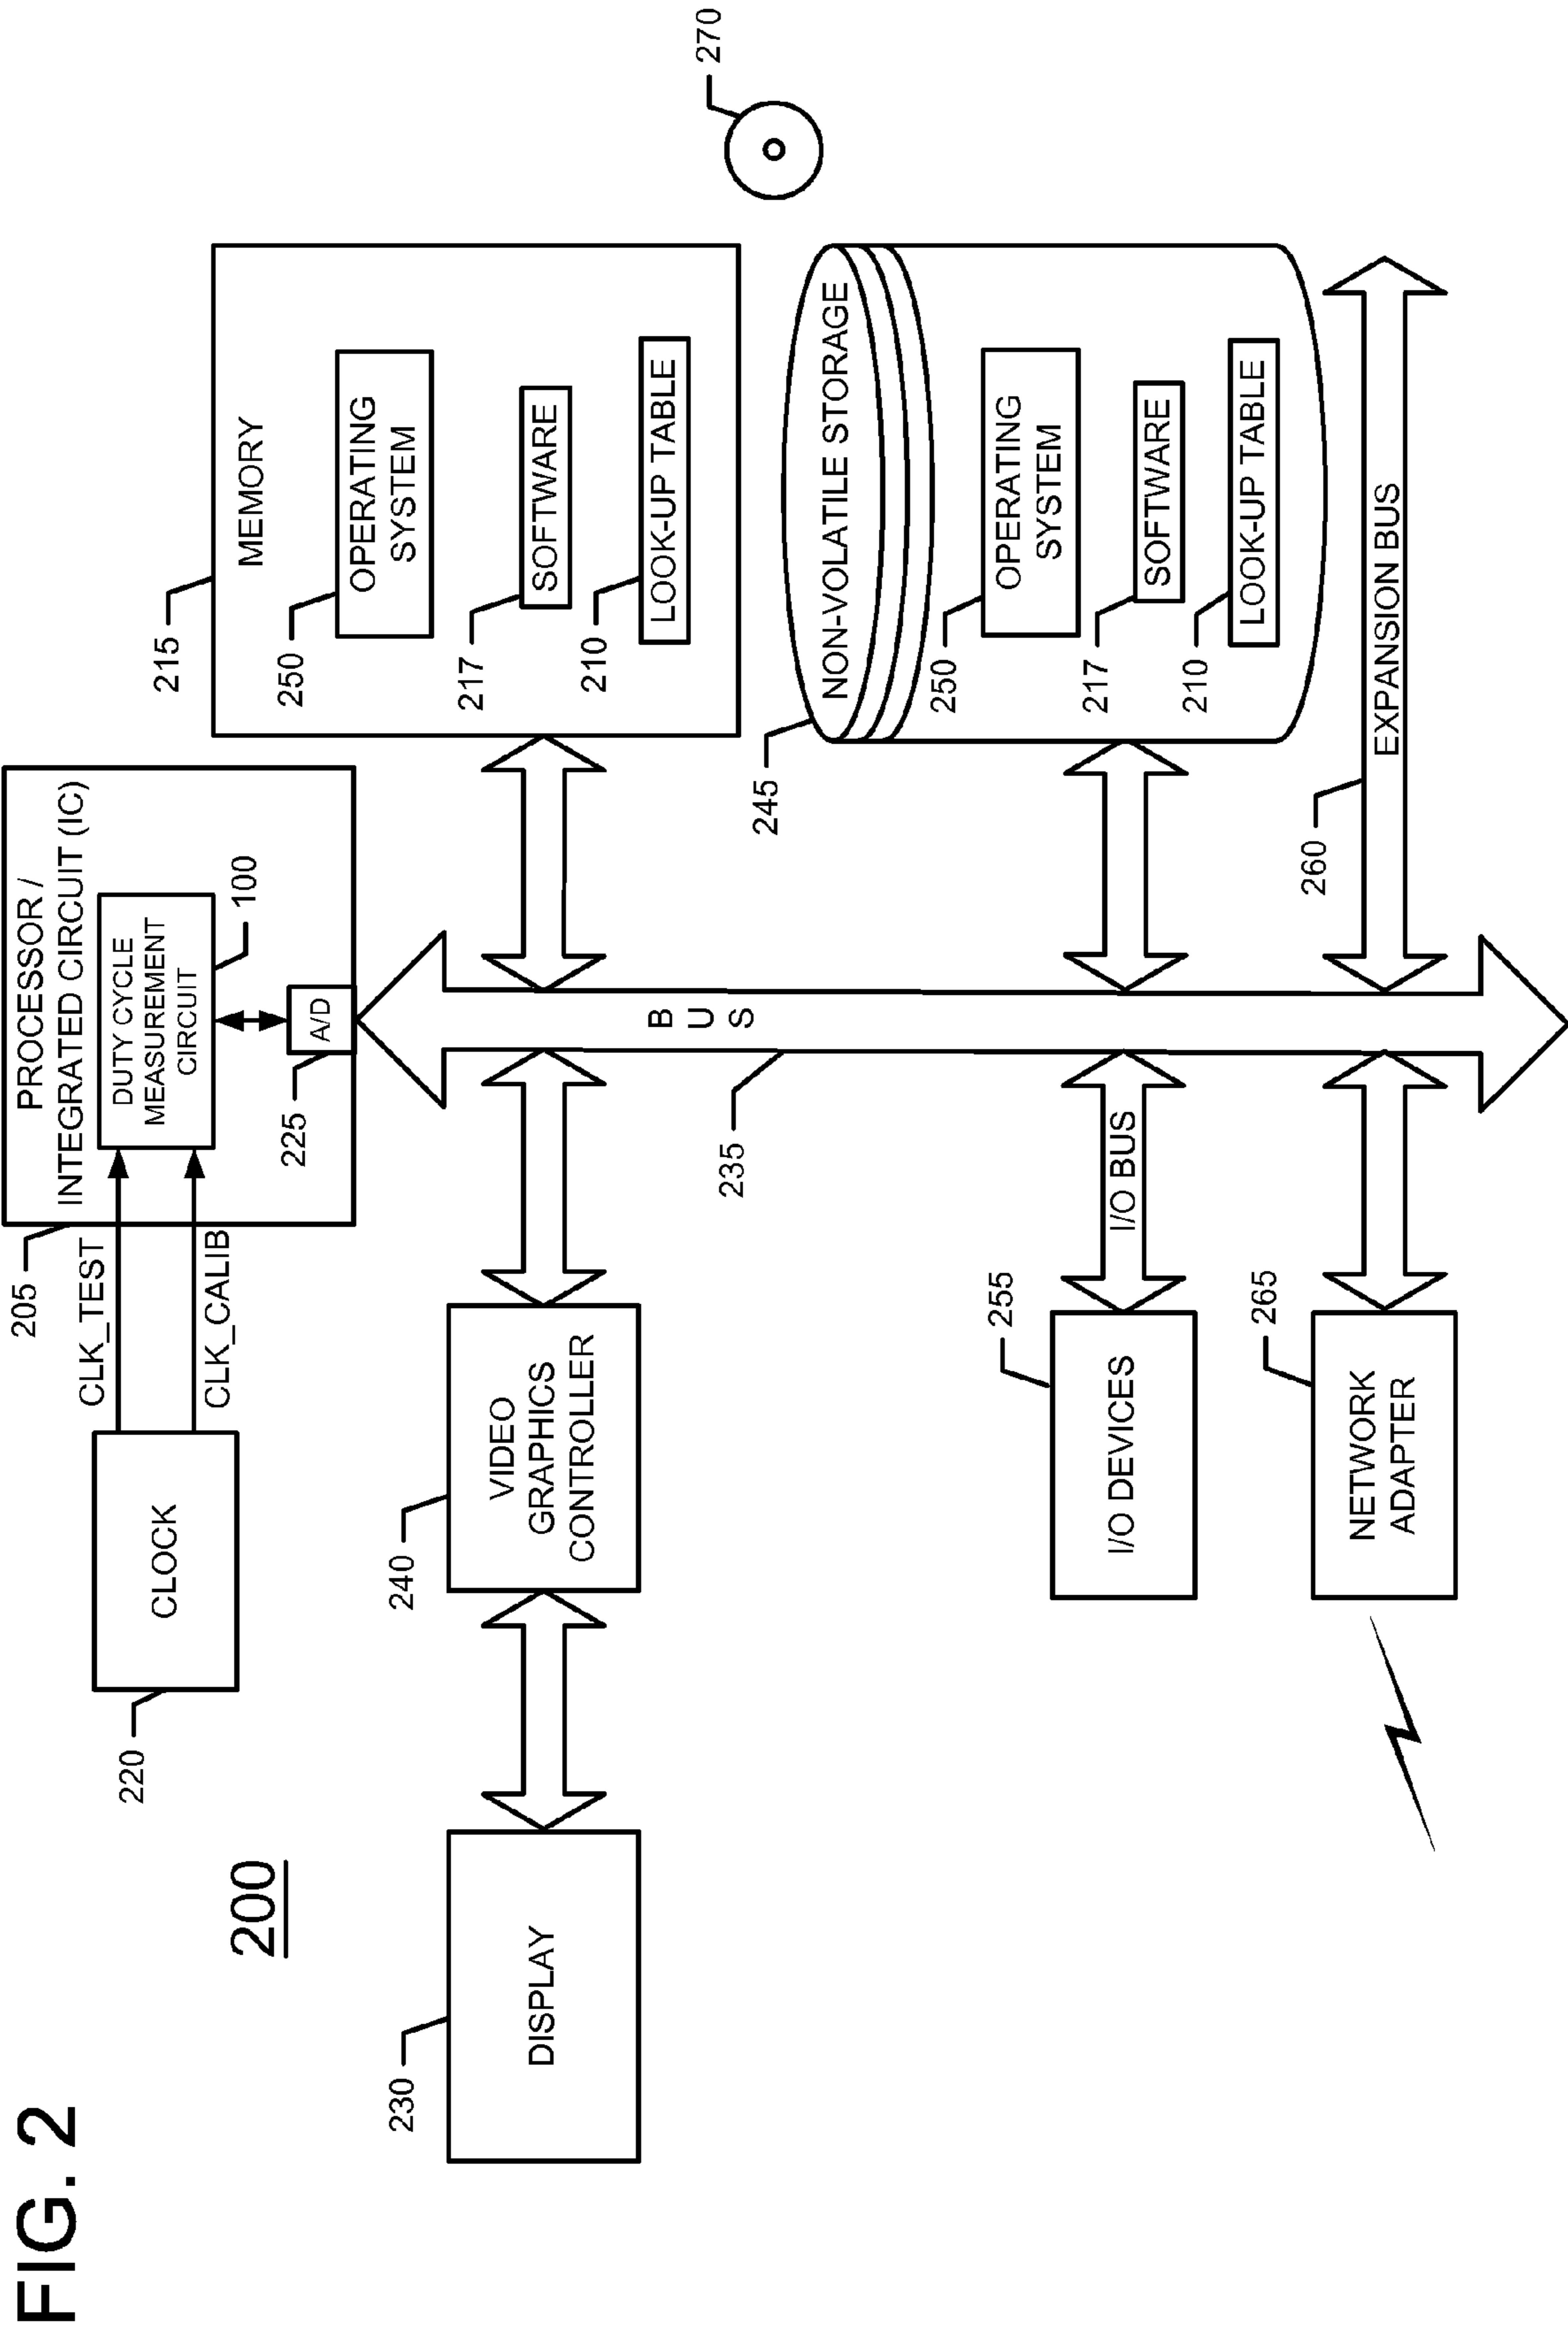 FIG. 2
200
PROCESSOR /
INTEGRATED CIRCUIT (IC)
DUTY CYCLE
MEASUREMENT
CIRCUIT
100
A/D
225
205
CLK_TEST
CLK_CALIB
CLOCK
220
215
MEMORY
250
OPERATING
SYSTEM
217
SOFTWARE
210
LOOK-UP TABLE
270
230
DISPLAY
240
VIDEO
GRAPHICS
CONTROLLER
B
U
S
235
245
NON-VOLATILE STORAGE
250
OPERATING
SYSTEM
217
SOFTWARE
210
LOOK-UP TABLE
255
I/O DEVICES
I/O BUS
265
NETWORK
ADAPTER
260
EXPANSION BUS